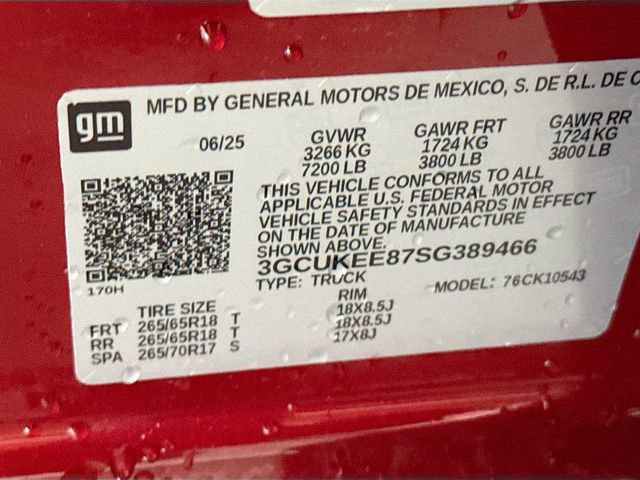 MFD BY GENERAL MOTORS DE MEXICO, S. DE R.L. DE C
gm
06/25 GVWR GAWR FRT GAWR RR
3266 KG 1724 KG 1724 KG
7200 LB 3800 LB 3800 LB
THIS VEHICLE CONFORMS TO ALL
APPLICABLE U.S. FEDERAL MOTOR
VEHICLE SAFETY STANDARDS IN EFFECT
ON THE DATE OF MANUFACTURE
SHOWN ABOVE.
3GCUKEE87SG389466
170H
TYPE: TRUCK MODEL: 76CK10543
TIRE SIZE RIM
FRT 265/65R18 T 18X8.5J
RR 265/65R18 T 18X8.5J
SPA 265/70R17 S 17X8J